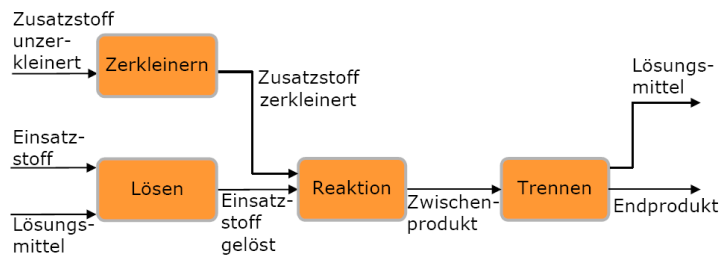 Zusatzstoff
unzer-
kleinert
Zerkleinern
Zusatzstoff
zerkleinert
Lösungs-
mittel
Einsatz-
stoff
Lösen
Reaktion
Trennen
Lösungs-
mittel
Einsatz-
stoff
gelöst
Zwischen-
produkt
Endprodukt